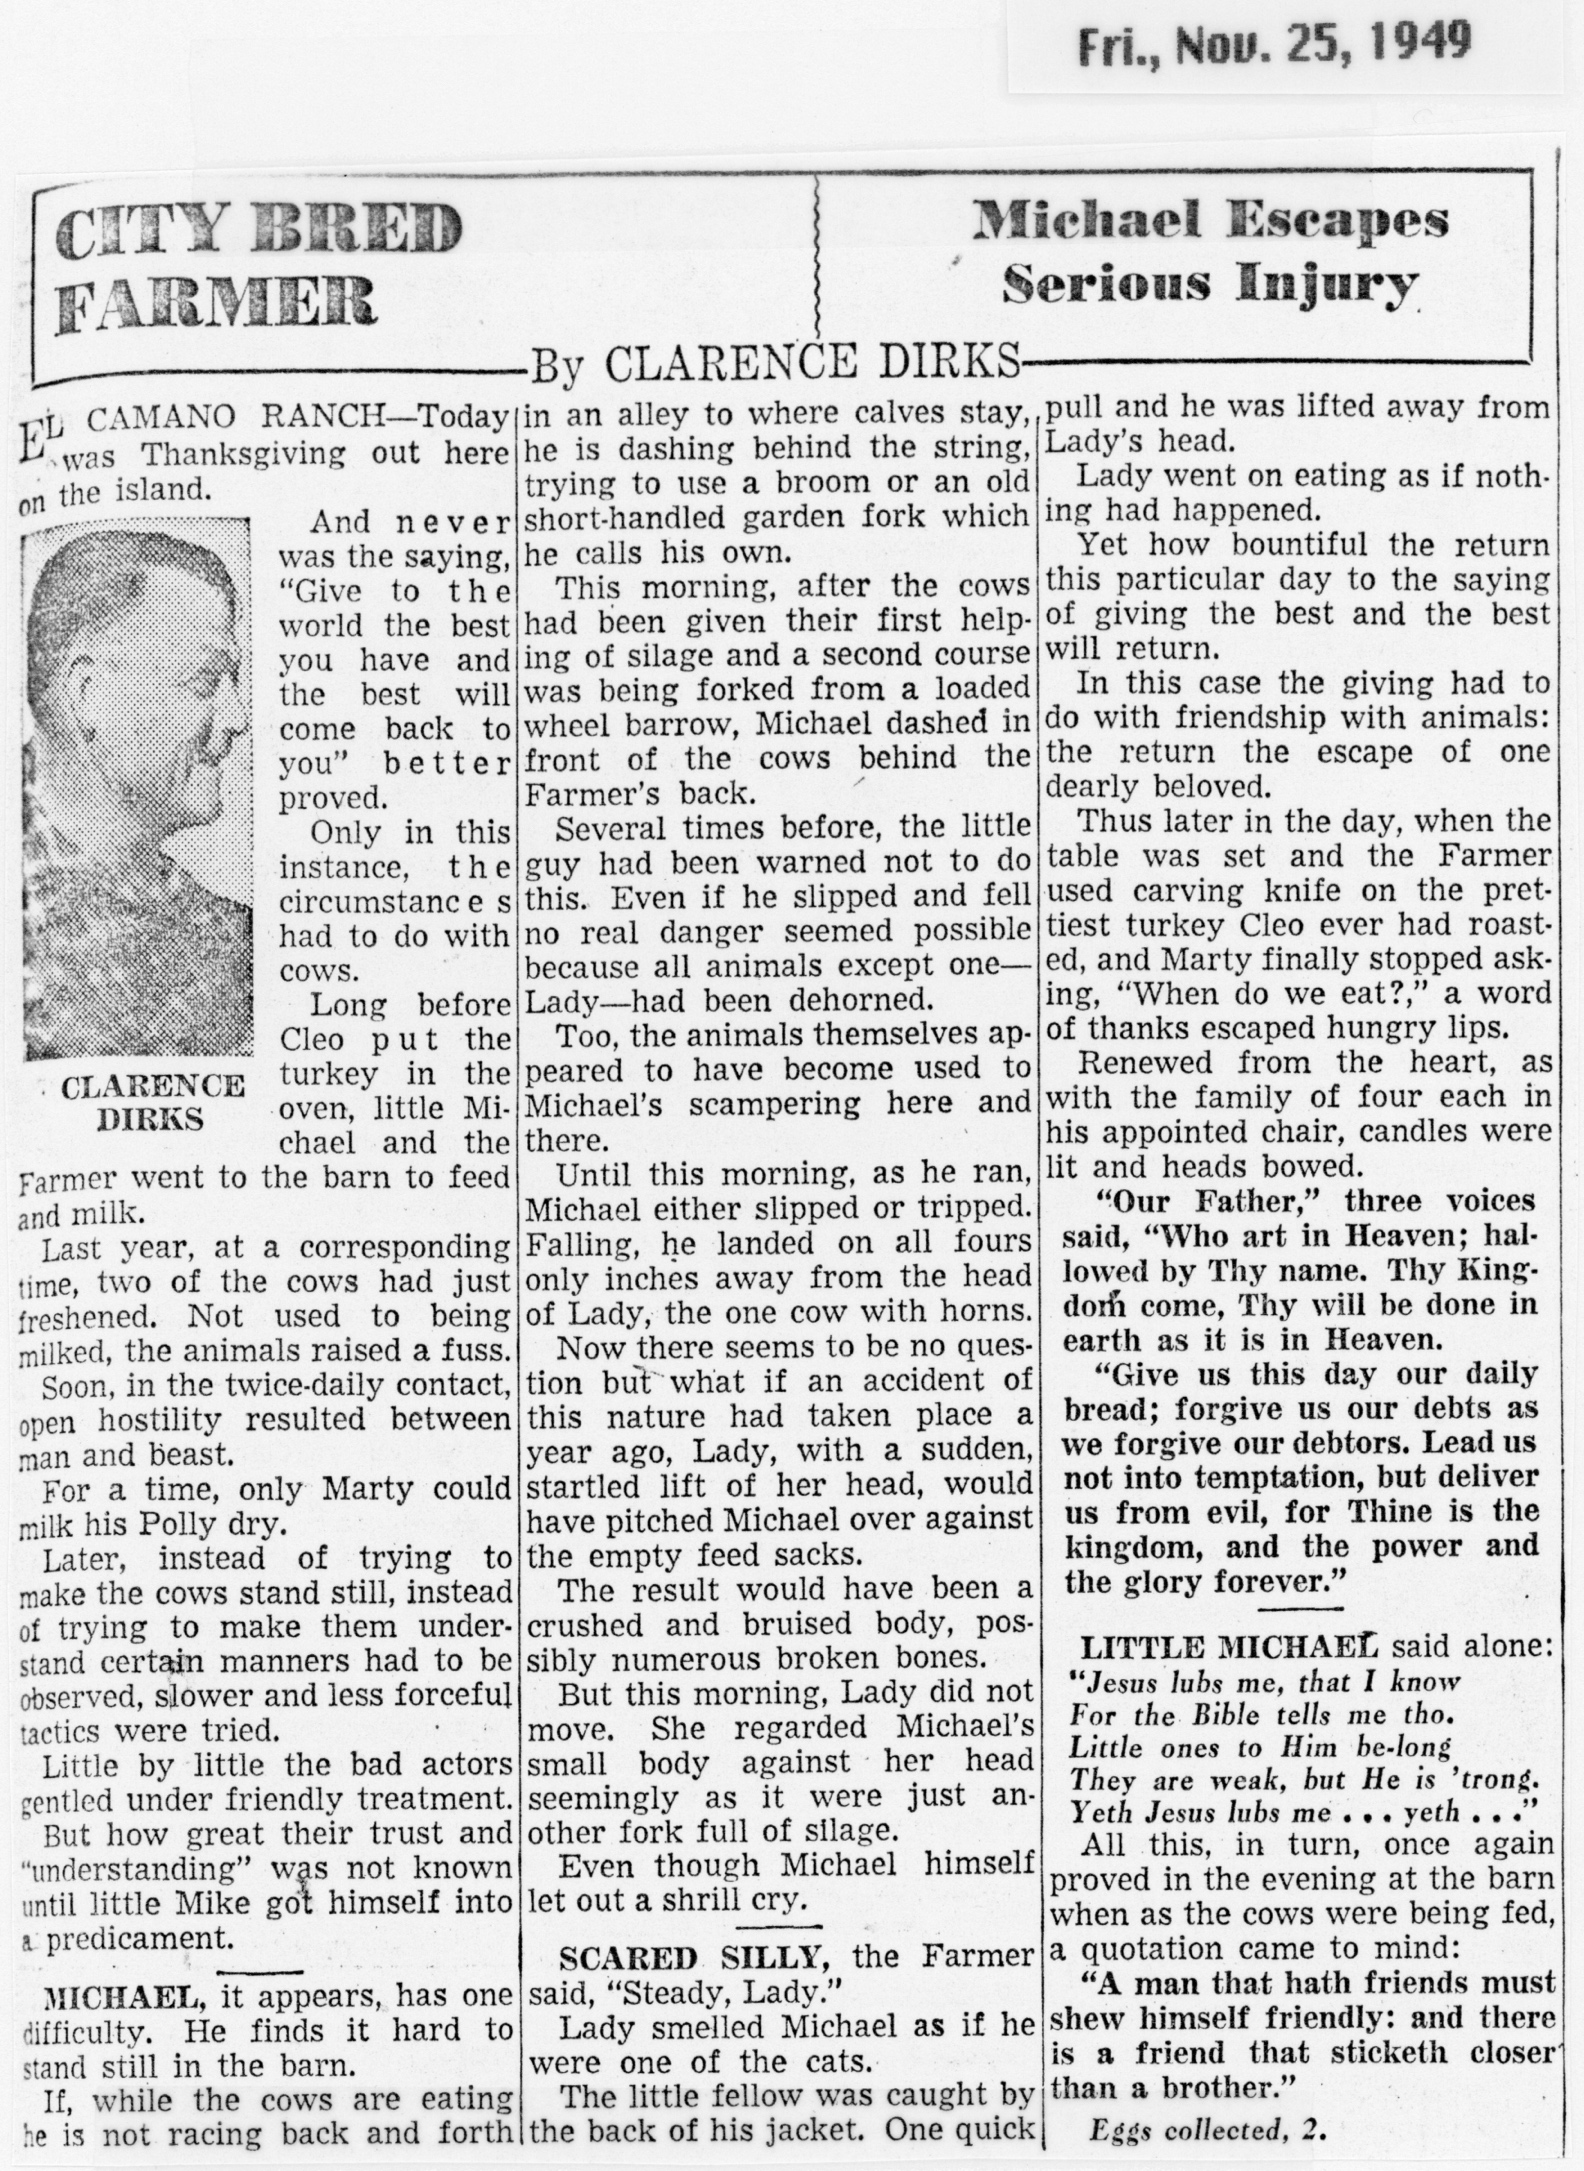 Fri., Nov. 25, 1949
CITY BRED
FARMER
Michael Escapes
Serious Injury
By CLARENCE DIRKS
EL CAMANO RANCH—Today
was Thanksgiving out here
on the island.
And never
was the saying,
"Give to the
world the best
you have and
the best will
come back to
you" better
proved.
Only in this
instance, the
circumstances
had to do with
cows.
Long before
Cleo put the
turkey in the
oven, little Mi-
chael and the
CLARENCE
DIRKS
Farmer went to the barn to feed
and milk.
Last year, at a corresponding
time, two of the cows had just
freshened. Not used to being
milked, the animals raised a fuss.
Soon, in the twice-daily contact,
open hostility resulted between
man and beast.
For a time, only Marty could
milk his Polly dry.
Later, instead of trying to
make the cows stand still, instead
of trying to make them under-
stand certain manners had to be
observed, slower and less forceful
tactics were tried.
Little by little the bad actors
gentled under friendly treatment.
But how great their trust and
"understanding" was not known
until little Mike got himself into
a predicament.
MICHAEL, it appears, has one
difficulty. He finds it hard to
stand still in the barn.
If, while the cows are eating
he is not racing back and forth
in an alley to where calves stay,
he is dashing behind the string,
trying to use a broom or an old
short-handled garden fork which
he calls his own.
This morning, after the cows
had been given their first help-
ing of silage and a second course
was being forked from a loaded
wheel barrow, Michael dashed in
front of the cows behind the
Farmer's back.
Several times before, the little
guy had been warned not to do
this. Even if he slipped and fell
no real danger seemed possible
because all animals except one—
Lady—had been dehorned.
Too, the animals themselves ap-
peared to have become used to
Michael's scampering here and
there.
Until this morning, as he ran,
Michael either slipped or tripped.
Falling, he landed on all fours
only inches away from the head
of Lady, the one cow with horns.
Now there seems to be no ques-
tion but what if an accident of
this nature had taken place a
year ago, Lady, with a sudden,
startled lift of her head, would
have pitched Michael over against
the empty feed sacks.
The result would have been a
crushed and bruised body, pos-
sibly numerous broken bones.
But this morning, Lady did not
move. She regarded Michael's
small body against her head
seemingly as it were just an-
other fork full of silage.
Even though Michael himself
let out a shrill cry.
SCARED SILLY, the Farmer
said, "Steady, Lady."
Lady smelled Michael as if he
were one of the cats.
The little fellow was caught by
the back of his jacket. One quick
pull and he was lifted away from
Lady's head.
Lady went on eating as if noth-
ing had happened.
Yet how bountiful the return
this particular day to the saying
of giving the best and the best
will return.
In this case the giving had to
do with friendship with animals:
the return the escape of one
dearly beloved.
Thus later in the day, when the
table was set and the Farmer
used carving knife on the pret-
tiest turkey Cleo ever had roast-
ed, and Marty finally stopped ask-
ing, "When do we eat?," a word
of thanks escaped hungry lips.
Renewed from the heart, as
with the family of four each in
his appointed chair, candles were
lit and heads bowed.
"Our Father," three voices
said, "Who art in Heaven; hal-
lowed by Thy name. Thy King-
dom come, Thy will be done in
earth as it is in Heaven.
"Give us this day our daily
bread; forgive us our debts as
we forgive our debtors. Lead us
not into temptation, but deliver
us from evil, for Thine is the
kingdom, and the power and
the glory forever."
LITTLE MICHAEL said alone:
"Jesus lubs me, that I know
For the Bible tells me tho.
Little ones to Him be-long
They are weak, but He is 'trong.
Yeth Jesus lubs me . . . yeth . . ."
All this, in turn, once again
proved in the evening at the barn
when as the cows were being fed,
a quotation came to mind:
"A man that hath friends must
shew himself friendly: and there
is a friend that sticketh closer
than a brother."
Eggs collected, 2.